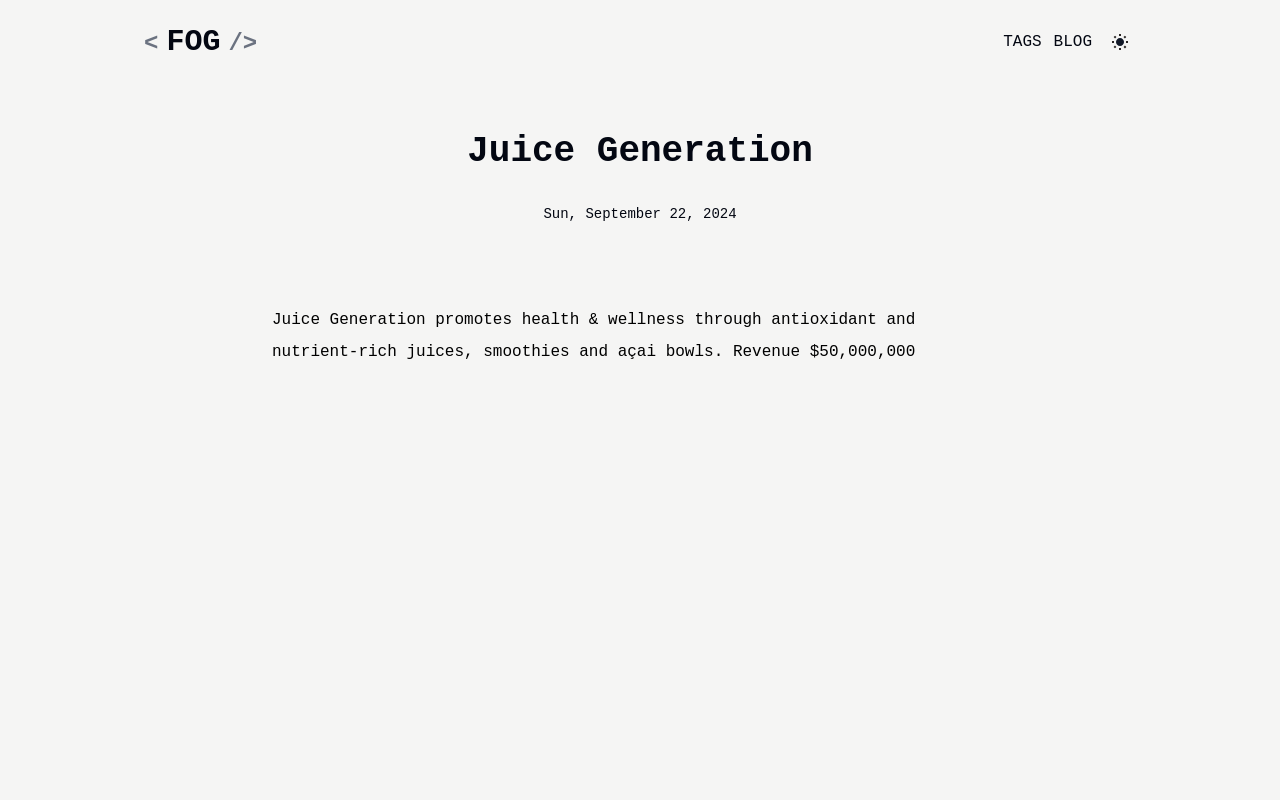 < FOG />
TAGS BLOG
Juice Generation
Sun, September 22, 2024
Juice Generation promotes health & wellness through antioxidant and
nutrient-rich juices, smoothies and açai bowls. Revenue $50,000,000